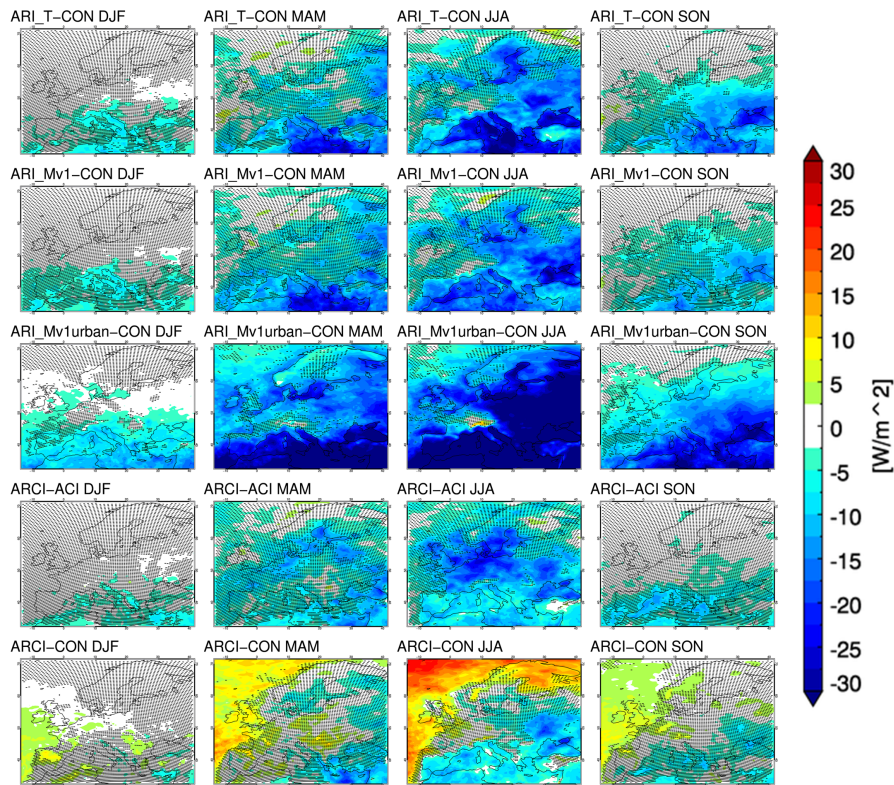 ARI_T−CON DJF
ARI_T−CON MAM
ARI_T−CON JJA
ARI_T−CON SON
ARI_Mv1−CON DJF
ARI_Mv1−CON MAM
ARI_Mv1−CON JJA
ARI_Mv1−CON SON
ARI_Mv1urban−CON DJF
ARI_Mv1urban−CON MAM
ARI_Mv1urban−CON JJA
ARI_Mv1urban−CON SON
ARCI−ACI DJF
ARCI−ACI MAM
ARCI−ACI JJA
ARCI−ACI SON
ARCI−CON DJF
ARCI−CON MAM
ARCI−CON JJA
ARCI−CON SON
30
25
20
15
10
5
0
-5
-10
-15
-20
-25
-30
[W/m^2]